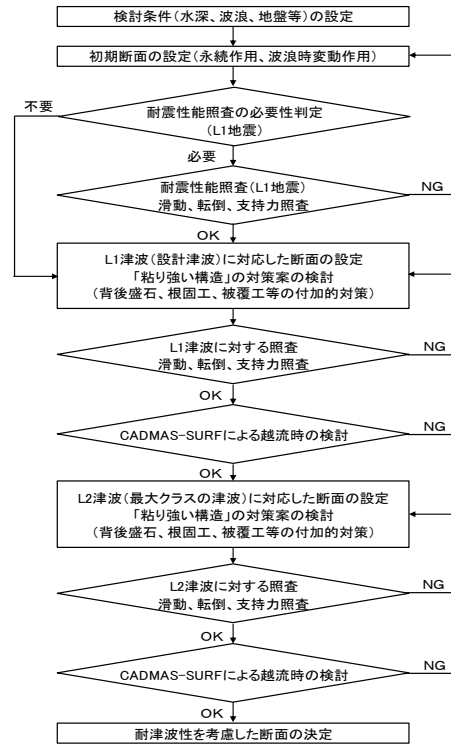 検討条件(水深、波浪、地盤等)の設定
初期断面の設定(永続作用、波浪時変動作用)
不要
耐震性能照査の必要性判定
(L1地震)
必要
耐震性能照査(L1地震)
滑動、転倒、支持力照査
NG
OK
L1津波(設計津波)に対応した断面の設定
「粘り強い構造」の対策案の検討
(背後盛石、根固工、被覆工等の付加的対策)
L1津波に対する照査
滑動、転倒、支持力照査
NG
OK
CADMAS-SURFによる越流時の検討
NG
OK
L2津波(最大クラスの津波)に対応した断面の設定
「粘り強い構造」の対策案の検討
(背後盛石、根固工、被覆工等の付加的対策)
L2津波に対する照査
滑動、転倒、支持力照査
NG
OK
CADMAS-SURFによる越流時の検討
NG
OK
耐津波性を考慮した断面の決定